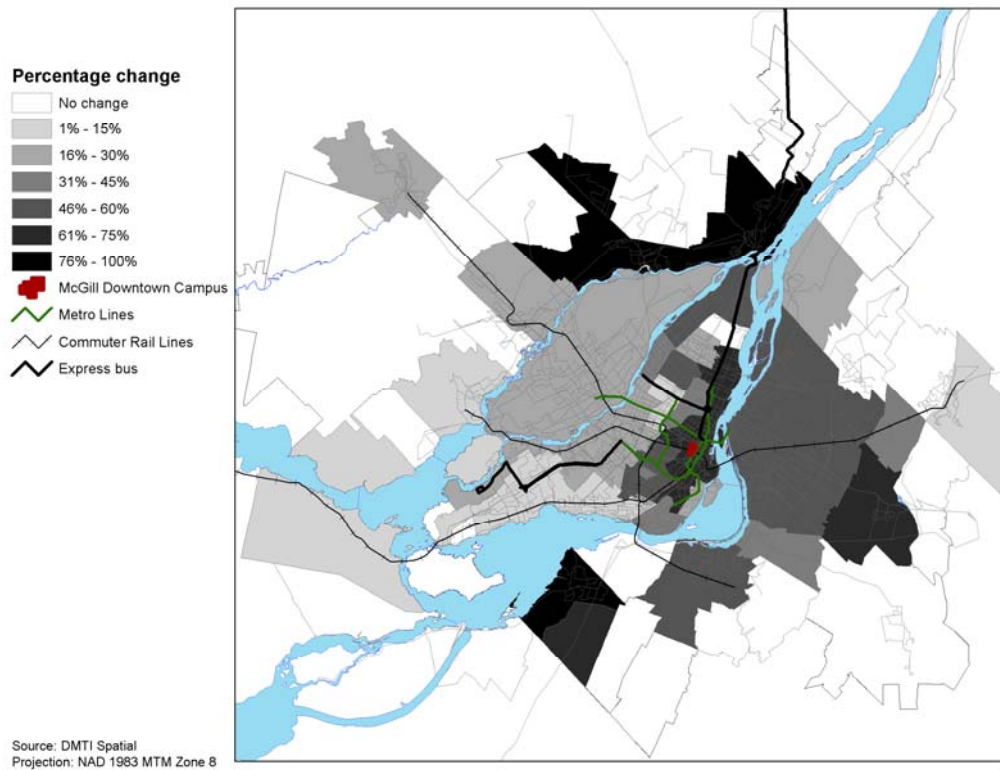 Percentage change
No change
1% - 15%
16% - 30%
31% - 45%
46% - 60%
61% - 75%
76% - 100%
McGill Downtown Campus
Metro Lines
Commuter Rail Lines
Express bus
Source: DMTI Spatial
Projection: NAD 1983 MTM Zone 8